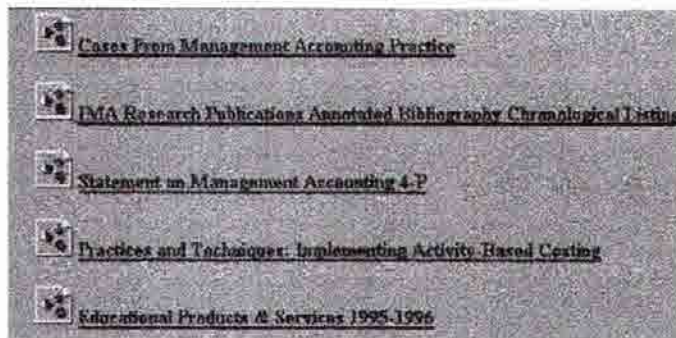 Cases From Management Accounting Practice
IMA Research Publications Annotated Bibliography Chronological Listing
Statement on Management Accounting 4-P
Practices and Techniques: Implementing Activity-Based Costing
Educational Products & Services 1995-1996